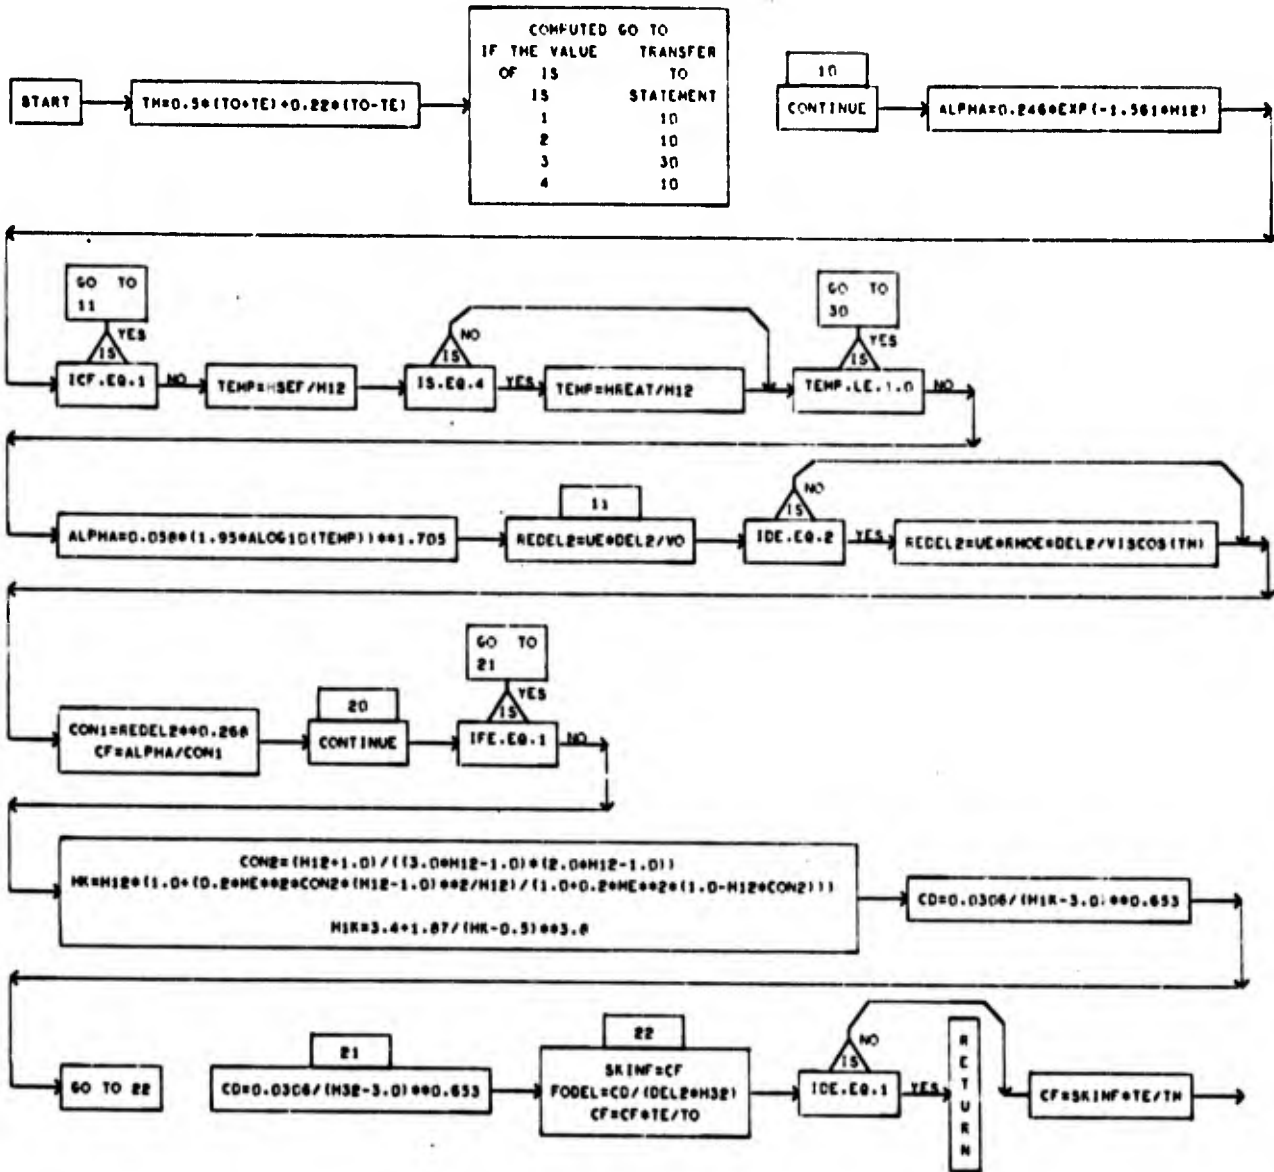 COMPUTED GO TO
IF THE VALUE TRANSFER
OF IS TO
IS STATEMENT
1 10
2 10
3 30
4 10
START
TM=0.5*(TO+TE)+0.22*(TO-TE)
10
CONTINUE
ALPHA=0.246*EXP(-1.561*H12)
GO TO
11
YES
IS
ICF.EQ.1
NO
TEMP=HSEF/H12
NO
IS
IS.EQ.4
YES
TEMP=HREAT/H12
GO TO
30
YES
IS
TEMP.LE.1.0
NO
ALPHA=0.058*(1.95*ALOG10(TEMP))**1.705
11
REDEL2=UE*DEL2/VO
NO
IS
IDE.EQ.2
YES
REDEL2=UE*RHOE*DEL2/VISCOS(TM)
CON1=REDEL2**0.268
CF=ALPHA/CON1
20
CONTINUE
GO TO
21
YES
IS
IFE.EQ.1
NO
CON2=(H12+1.0)/((3.0*H12-1.0)*(2.0*H12-1.0))
HK=H12*(1.0+(0.2*ME**2*CON2*(H12-1.0)**2/H12)/(1.0+0.2*ME**2*(1.0-H12*CON2)))
H1K=3.4+1.87/(HK-0.5)**3.8
CD=0.0306/(H1K-3.0)**0.653
GO TO 22
21
CD=0.0306/(H32-3.0)**0.653
22
SKINF=CF
FODEL=CD/(DEL2*H32)
CF=CF*TE/TO
NO
IS
IDE.EQ.1
YES
RETURN
CF=SKINF*TE/TM